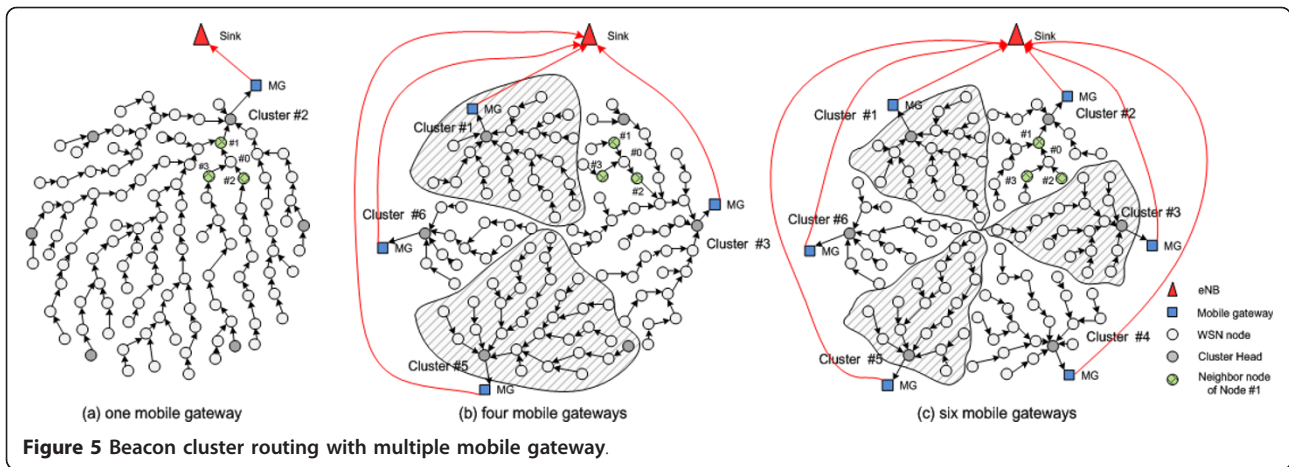 Sink
MG
Cluster #2
#1
#0
#3
#2
(a) one mobile gateway
Sink
MG
Cluster #1
#1
#0
#3
#2
MG
Cluster #6
MG
Cluster #3
Cluster #5
MG
(b) four mobile gateways
Sink
MG
Cluster #1
MG
Cluster #2
#1
#0
#3
#2
Cluster #3
MG
Cluster #6
MG
Cluster #4
MG
Cluster #5
MG
(c) six mobile gateways
eNB
Mobile gateway
WSN node
Cluster Head
Neighbor node
of Node #1
Figure 5 Beacon cluster routing with multiple mobile gateway.